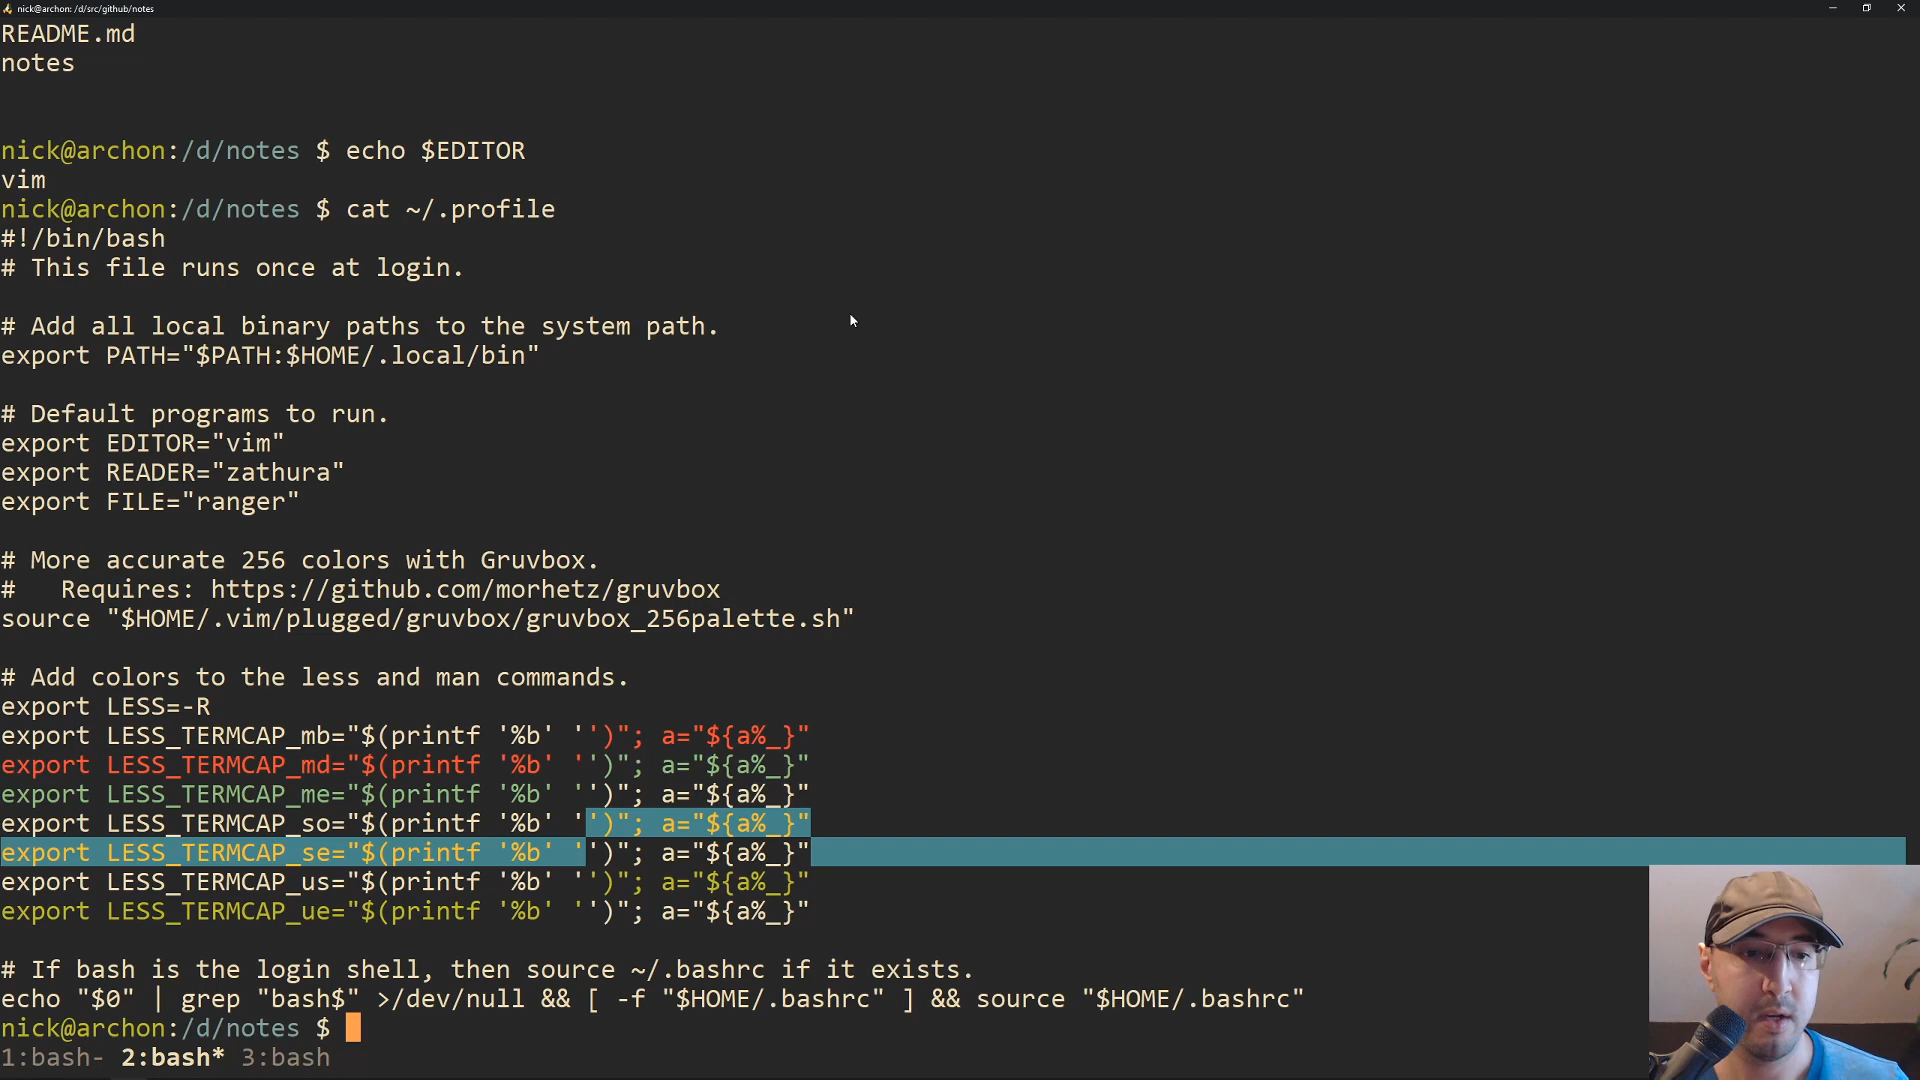 nick@archon: /d/src/github/notes
README.md
notes
nick@archon:/d/notes $ echo $EDITOR
vim
nick@archon:/d/notes $ cat ~/.profile
#!/bin/bash
# This file runs once at login.
# Add all local binary paths to the system path.
export PATH="$PATH:$HOME/.local/bin"
# Default programs to run.
export EDITOR="vim"
export READER="zathura"
export FILE="ranger"
# More accurate 256 colors with Gruvbox.
#   Requires: https://github.com/morhetz/gruvbox
source "$HOME/.vim/plugged/gruvbox/gruvbox_256palette.sh"
# Add colors to the less and man commands.
export LESS=-R
export LESS_TERMCAP_mb="$(printf '%b' '')"; a="${a%_}"
export LESS_TERMCAP_md="$(printf '%b' '')"; a="${a%_}"
export LESS_TERMCAP_me="$(printf '%b' '')"; a="${a%_}"
export LESS_TERMCAP_so="$(printf '%b' '')"; a="${a%_}"
export LESS_TERMCAP_se="$(printf '%b' '')"; a="${a%_}"
export LESS_TERMCAP_us="$(printf '%b' '')"; a="${a%_}"
export LESS_TERMCAP_ue="$(printf '%b' '')"; a="${a%_}"
# If bash is the login shell, then source ~/.bashrc if it exists.
echo "$0" | grep "bash$" >/dev/null && [ -f "$HOME/.bashrc" ] && source "$HOME/.bashrc"
nick@archon:/d/notes $
1:bash- 2:bash* 3:bash